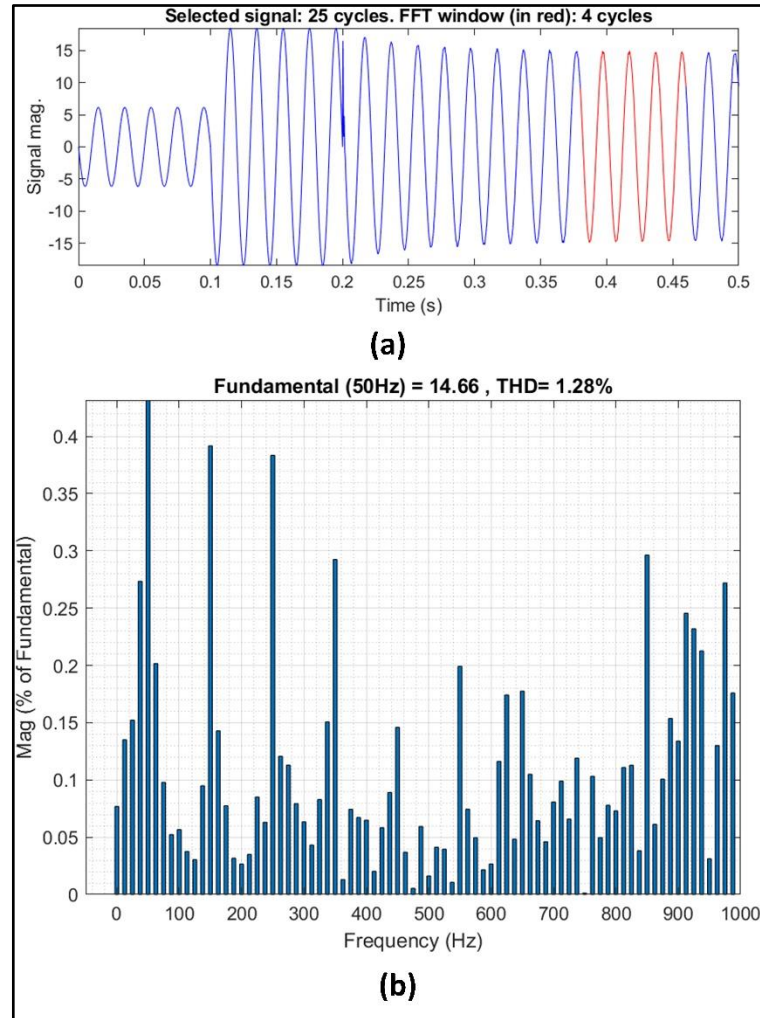 Selected signal: 25 cycles. FFT window (in red): 4 cycles
Signal mag.
15
10
5
0
-5
-10
-15
0 0.05 0.1 0.15 0.2 0.25 0.3 0.35 0.4 0.45 0.5
Time (s)
(a)
Fundamental (50Hz) = 14.66 , THD= 1.28%
Mag (% of Fundamental)
0.4
0.35
0.3
0.25
0.2
0.15
0.1
0.05
0
0 100 200 300 400 500 600 700 800 900 1000
Frequency (Hz)
(b)